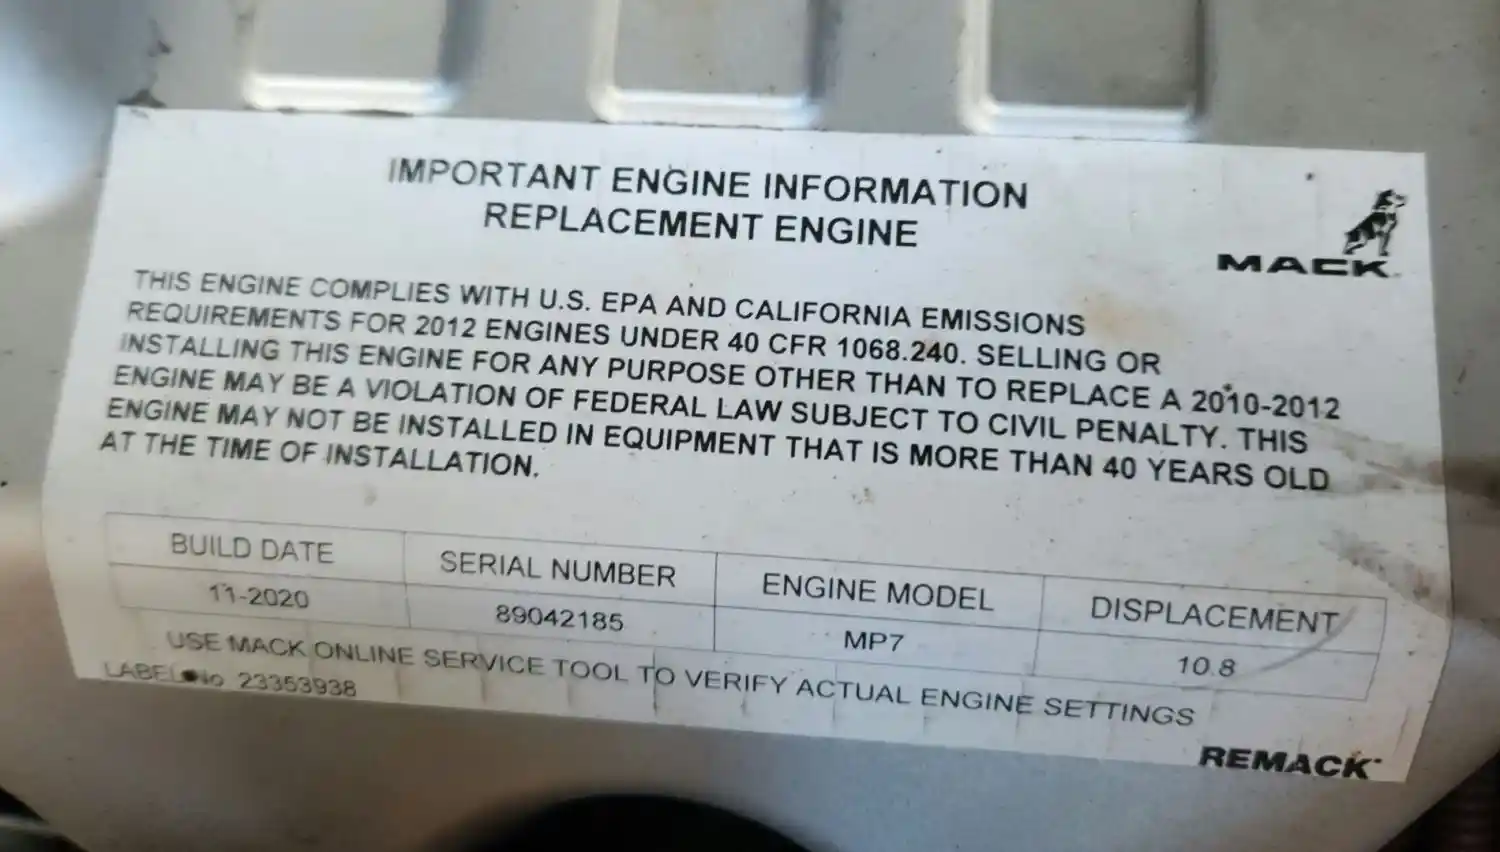 IMPORTANT ENGINE INFORMATION
REPLACEMENT ENGINE
MACK
THIS ENGINE COMPLIES WITH U.S. EPA AND CALIFORNIA EMISSIONS
REQUIREMENTS FOR 2012 ENGINES UNDER 40 CFR 1068.240. SELLING OR
INSTALLING THIS ENGINE FOR ANY PURPOSE OTHER THAN TO REPLACE A 2010-2012
ENGINE MAY BE A VIOLATION OF FEDERAL LAW SUBJECT TO CIVIL PENALTY. THIS
ENGINE MAY NOT BE INSTALLED IN EQUIPMENT THAT IS MORE THAN 40 YEARS OLD
AT THE TIME OF INSTALLATION.
BUILD DATE SERIAL NUMBER ENGINE MODEL DISPLACEMENT
11-2020 89042185 MP7 10.8
USE MACK ONLINE SERVICE TOOL TO VERIFY ACTUAL ENGINE SETTINGS
LABEL No 23353938
REMACK